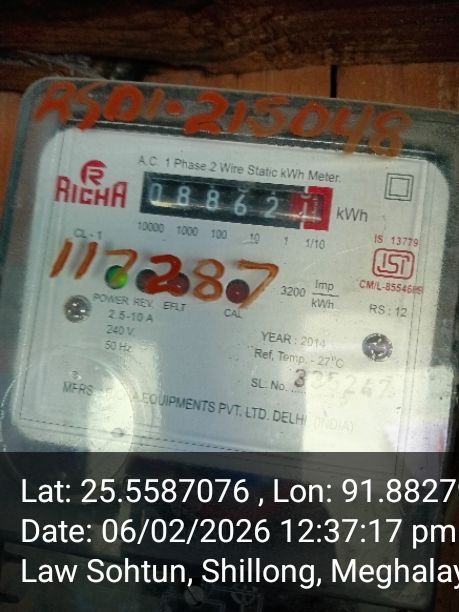 RSD1-215048
A.C. 1 Phase 2 Wire Static kWh Meter.
R
RICHA
08862 kWh
10000 1000 100 10 1 1/10
CL-1
IS 13779
ISI
117287
3200 Imp/kWh
POWER REV. EFLT CAL
RS : 12
2.5-10 A
240 V
50 Hz
YEAR : 2014
Ref. Temp. - 27°C
SL. No.
MFRS
EQUIPMENTS PVT. LTD. DELHI (INDIA)
Lat: 25.5587076 , Lon: 91.8827
Date: 06/02/2026 12:37:17 pm
Law Sohtun, Shillong, Meghalay